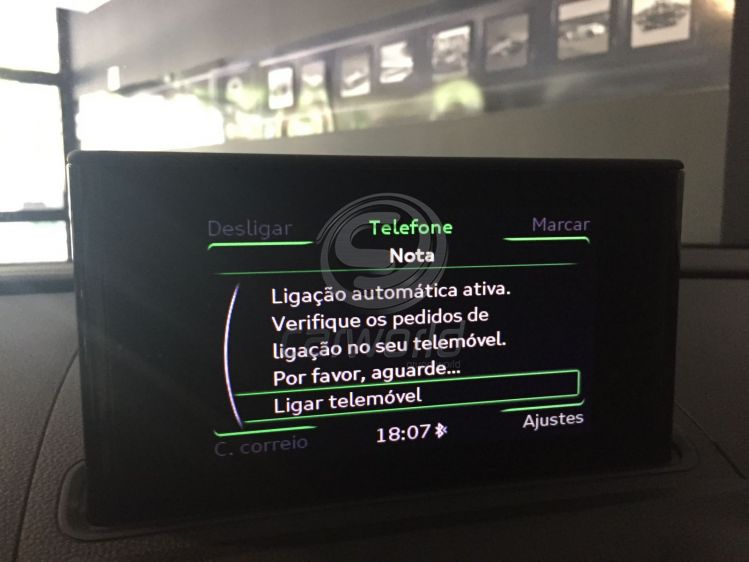 Desligar
Telefone
Marcar
Nota
Ligação automática ativa.
Verifique os pedidos de
ligação no seu telemóvel.
Por favor, aguarde...
Ligar telemóvel
C. correio
18:07
Ajustes
carworld